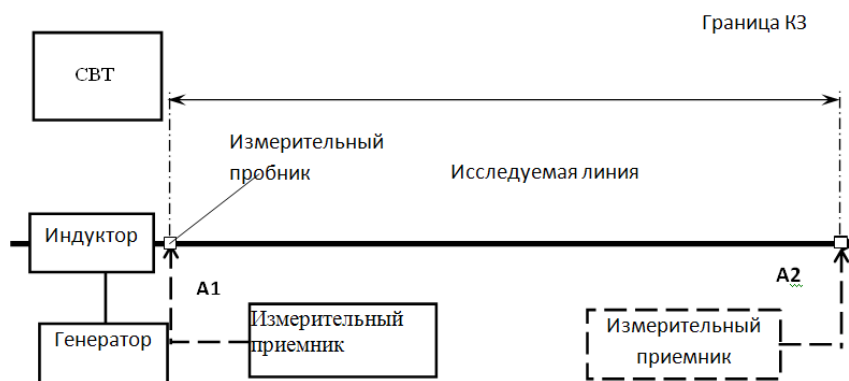 Граница КЗ
СВТ
Измерительный
пробник
Исследуемая линия
Индуктор
А1
А2
Генератор
Измерительный
приемник
Измерительный
приемник